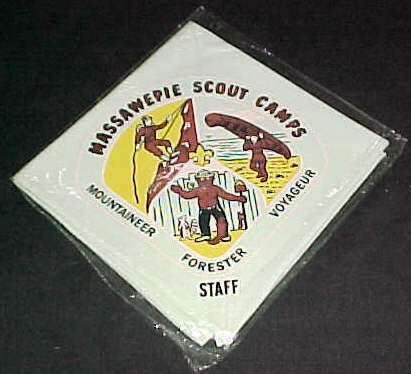 MASSAWEPIE SCOUT CAMPS
MOUNTAINEER
FORESTER
VOYAGEUR
STAFF